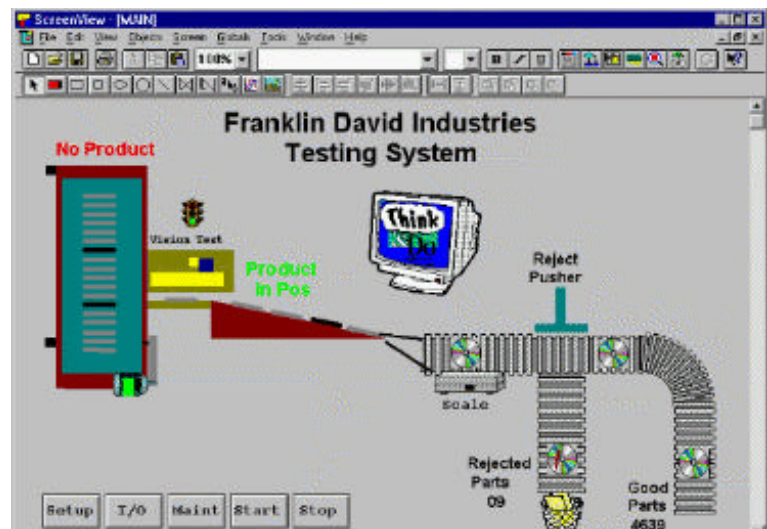 ScreenView - [MAIN]
File Edit View Objects Screen Globals Tools Window Help
100%
B I U
Franklin David Industries
Testing System
No Product
Vision Test
Product
in Pos
Think
& Do
Reject
Pusher
Scale
Rejected
Parts
09
Good
Parts
4639
Setup I/O Maint Start Stop